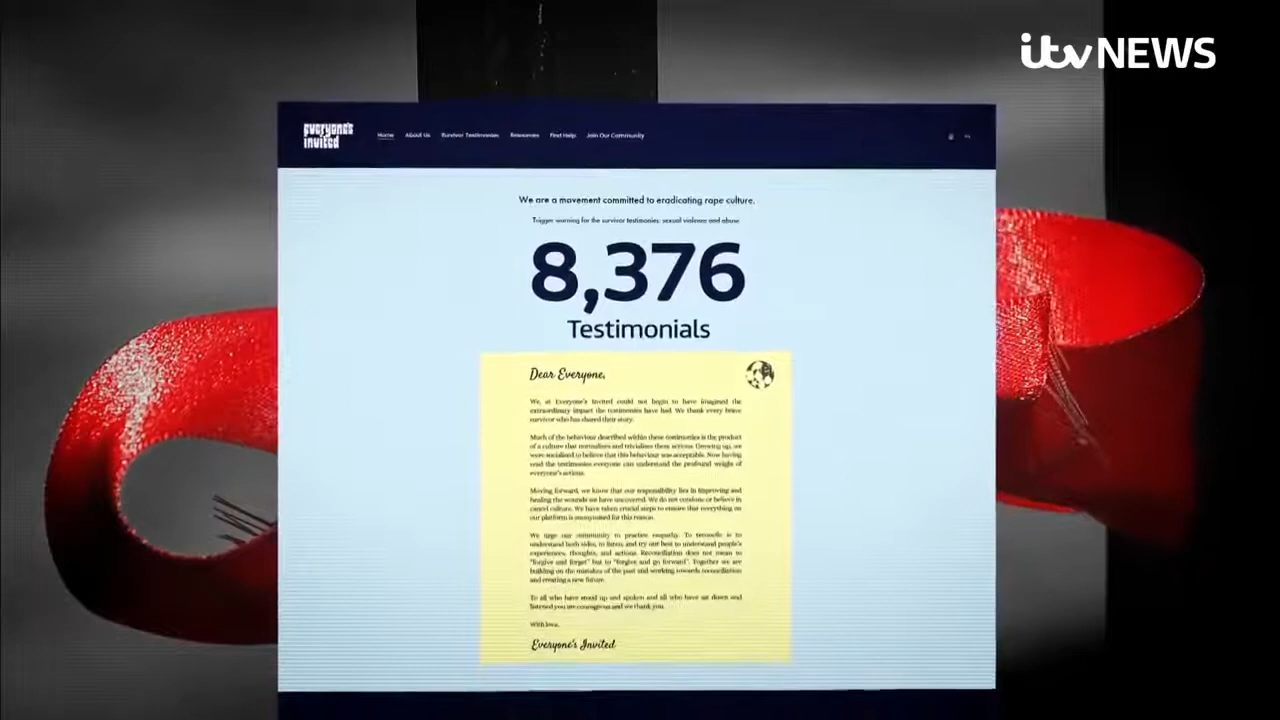 itv NEWS
everyone's
invited
Home About Us Survivor Testimonies Resources Find Help Join Our Community
We are a movement committed to eradicating rape culture.
Trigger warning for the survivor testimonies: sexual violence and abuse
8,376
Testimonials
Dear Everyone,
We, at Everyone's Invited could not begin to have imagined the
extraordinary impact the testimonies have had. We thank every brave
survivor who has shared their story.
Much of the behaviour described within these testimonies is the product
of a culture that normalises and trivialises these actions. Growing up, we
were socialised to believe that this behaviour was acceptable. Now having
read the testimonies everyone can understand the profound weight of
everyone's actions.
Moving forward, we know that our responsibility lies in improving and
healing the wounds we have uncovered. We do not condone or believe in
cancel culture. We have taken crucial steps to ensure that everything on
our platform is anonymised for this reason.
We urge our community to practice empathy. To reconcile is to
understand both sides, to listen, and try our best to understand people's
experiences, thoughts, and actions. Reconciliation does not mean to
"forgive and forget" but to "forgive and go forward". Together we are
building on the mistakes of the past and working towards reconciliation
and creating a new future.
To all who have stood up and spoken and all who have sat down and
listened you are courageous and we thank you.
With love,
Everyone's Invited